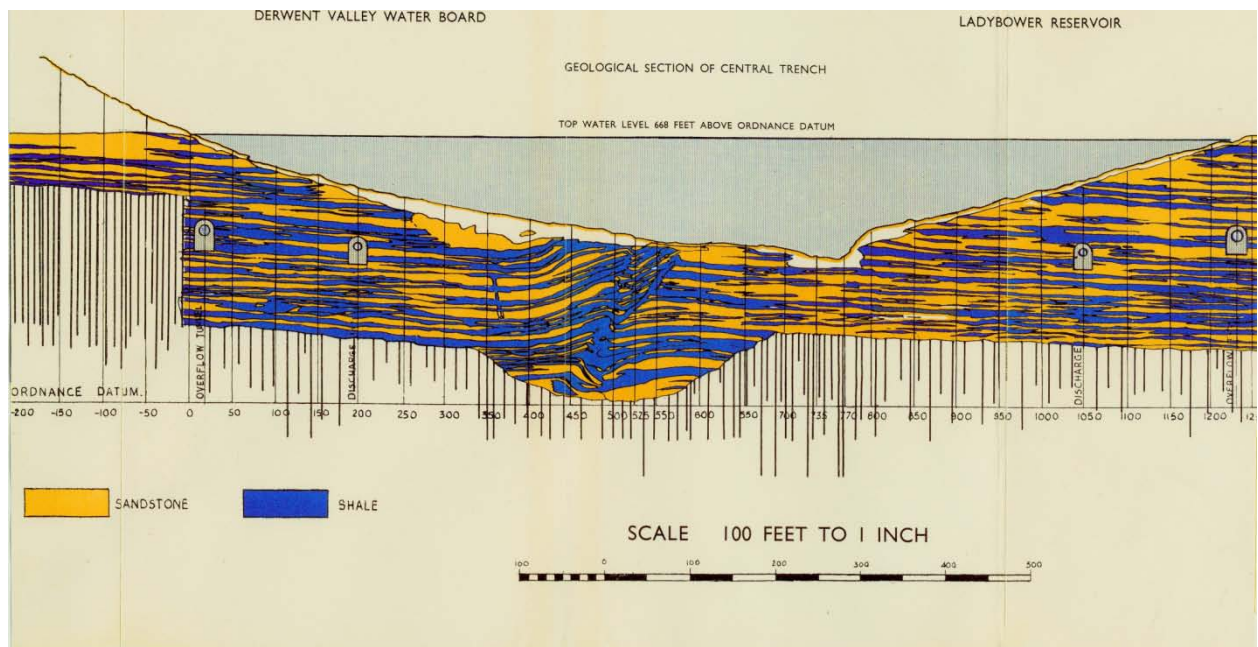 DERWENT VALLEY WATER BOARD
LADYBOWER RESERVOIR
GEOLOGICAL SECTION OF CENTRAL TRENCH
TOP WATER LEVEL 668 FEET ABOVE ORDNANCE DATUM
OVERFLOW
DISCHARGE
DISCHARGE
OVERFLOW
ORDNANCE DATUM.
-200 -150 -100 -50 0 50 100 150 200 250 300 350 400 450 500 525 550 600 650 700 735 770 800 850 900 950 1000 1050 1100 1150 1200
SANDSTONE
SHALE
SCALE 100 FEET TO 1 INCH
100 0 100 200 300 400 500